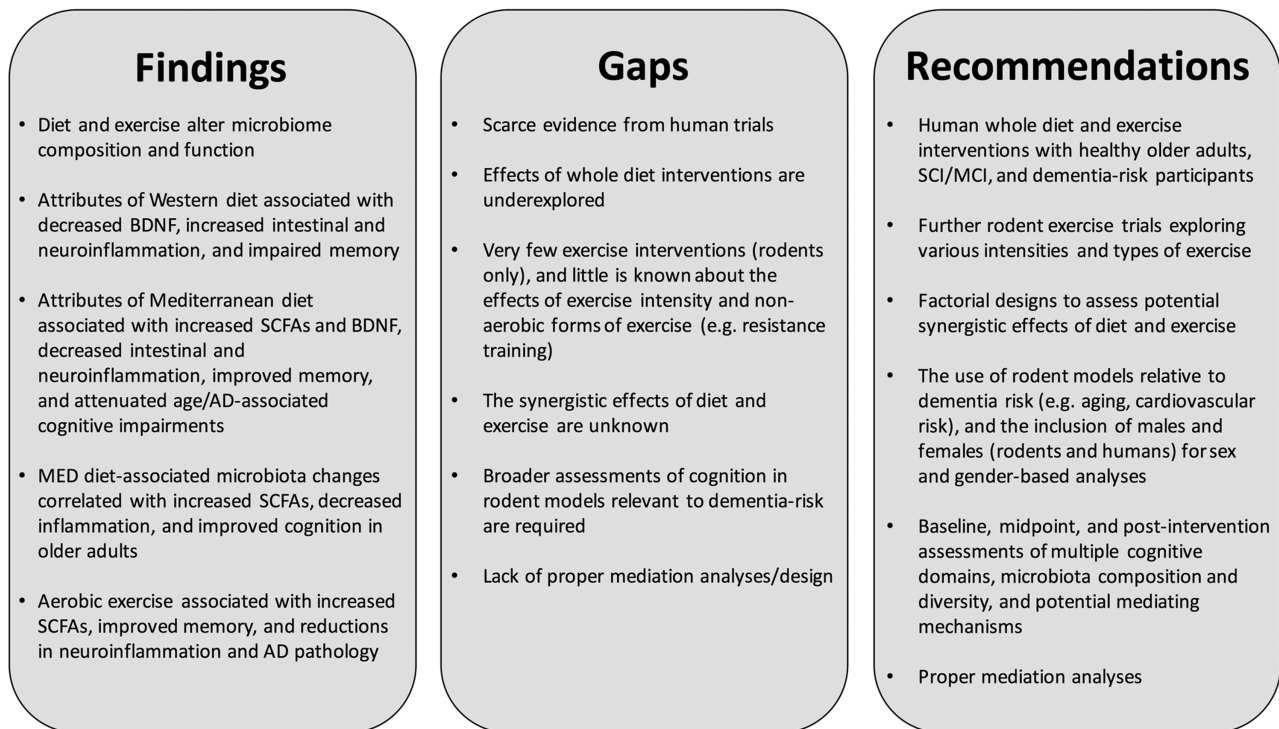 Findings
• Diet and exercise alter microbiome
composition and function
• Attributes of Western diet associated with
decreased BDNF, increased intestinal and
neuroinflammation, and impaired memory
• Attributes of Mediterranean diet
associated with increased SCFAs and BDNF,
decreased intestinal and
neuroinflammation, improved memory,
and attenuated age/AD-associated
cognitive impairments
• MED diet-associated microbiota changes
correlated with increased SCFAs, decreased
inflammation, and improved cognition in
older adults
• Aerobic exercise associated with increased
SCFAs, improved memory, and reductions
in neuroinflammation and AD pathology
Gaps
• Scarce evidence from human trials
• Effects of whole diet interventions are
underexplored
• Very few exercise interventions (rodents
only), and little is known about the
effects of exercise intensity and non-
aerobic forms of exercise (e.g. resistance
training)
• The synergistic effects of diet and
exercise are unknown
• Broader assessments of cognition in
rodent models relevant to dementia-risk
are required
• Lack of proper mediation analyses/design
Recommendations
• Human whole diet and exercise
interventions with healthy older adults,
SCI/MCI, and dementia-risk participants
• Further rodent exercise trials exploring
various intensities and types of exercise
• Factorial designs to assess potential
synergistic effects of diet and exercise
• The use of rodent models relative to
dementia risk (e.g. aging, cardiovascular
risk), and the inclusion of males and
females (rodents and humans) for sex
and gender-based analyses
• Baseline, midpoint, and post-intervention
assessments of multiple cognitive
domains, microbiota composition and
diversity, and potential mediating
mechanisms
• Proper mediation analyses